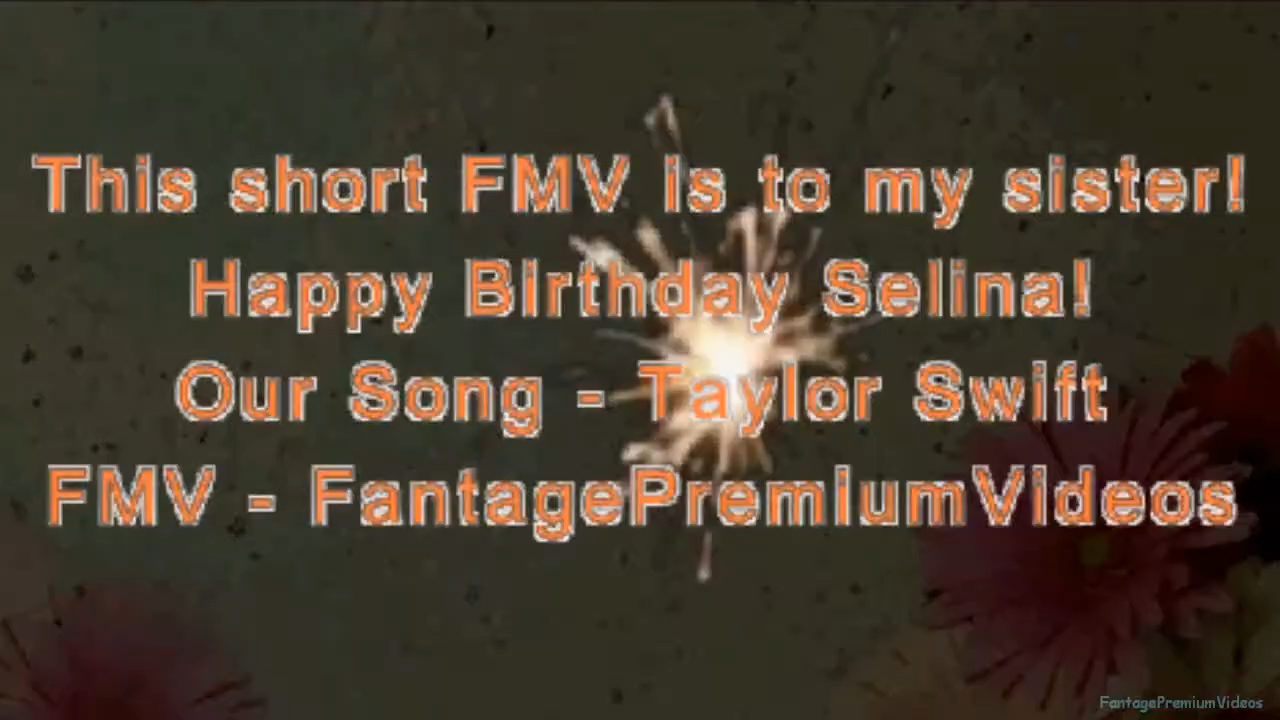 This short FMV is to my sister!
Happy Birthday Selina!
Our Song - Taylor Swift
FMV - FantagePremiumVideos
FantagePremiumVideos